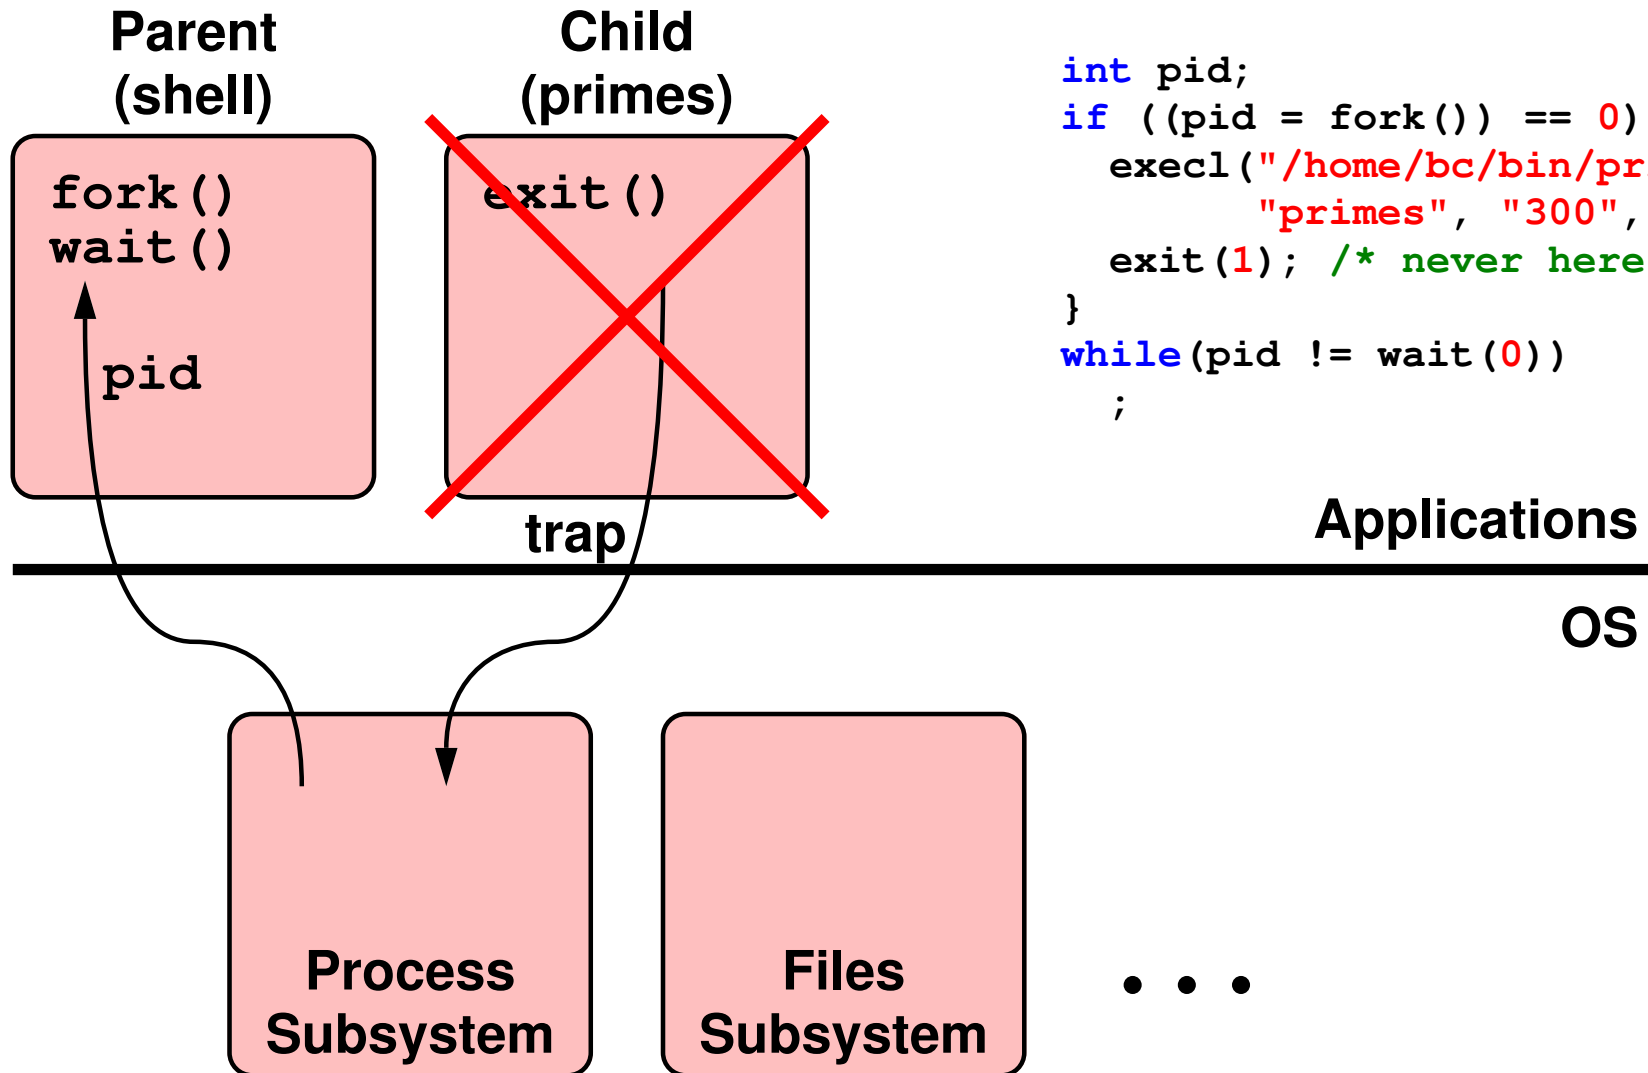 Parent
(shell)
Child
(primes)
fork()
wait()
pid
exit()
trap
int pid;
if ((pid = fork()) == 0)
  execl("/home/bc/bin/pr
        "primes", "300",
  exit(1); /* never here
}
while(pid != wait(0))
  ;
Applications
OS
Process
Subsystem
Files
Subsystem
. . .